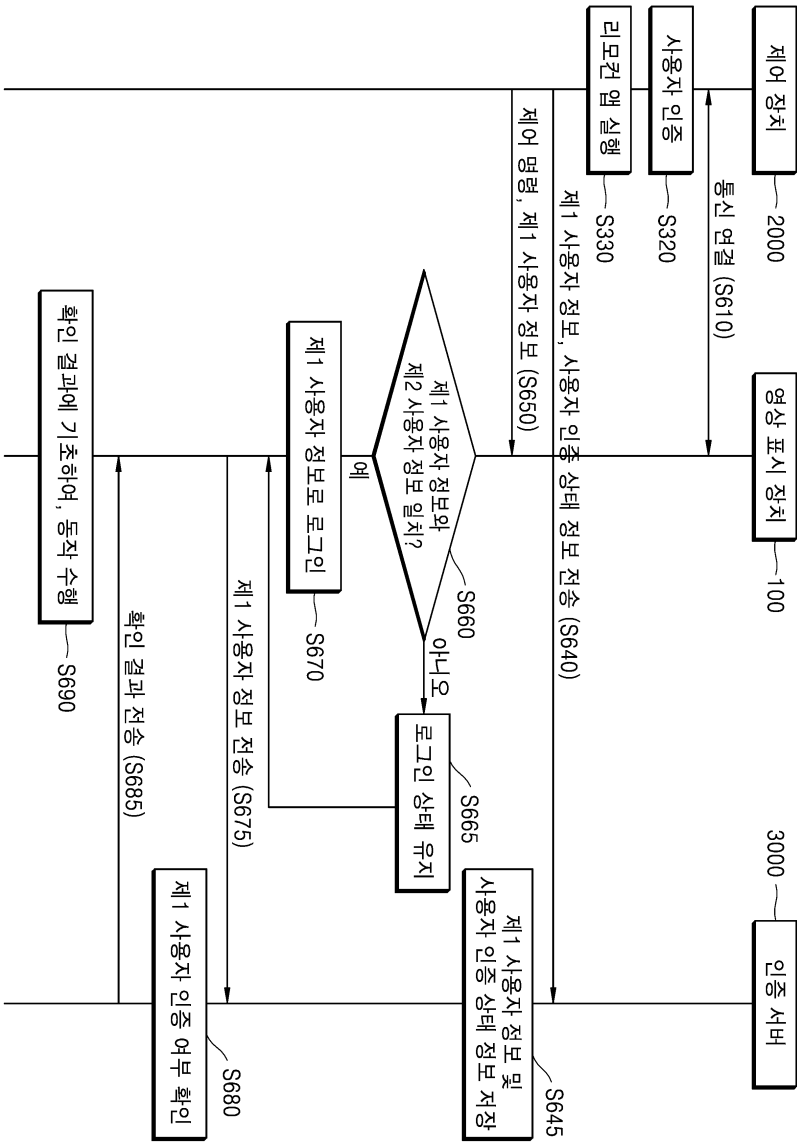 제어 장치
2000
영상 표시 장치
100
3000
인증 서버
통신 연결 (S610)
사용자 인증
S320
리모컨 앱 실행
S330
제1 사용자 정보, 사용자 인증 상태 정보 전송 (S640)
제1 사용자 정보 및
사용자 인증 상태 정보 저장
S645
제어 명령, 제1 사용자 정보 (S650)
제1 사용자 정보와
제2 사용자 정보 일치?
S660
아니오
로그인 상태 유지
S665
예
제1 사용자 정보로 로그인
S670
제1 사용자 정보 전송 (S675)
제1 사용자 인증 여부 확인
S680
확인 결과 전송 (S685)
확인 결과에 기초하여, 동작 수행
S690